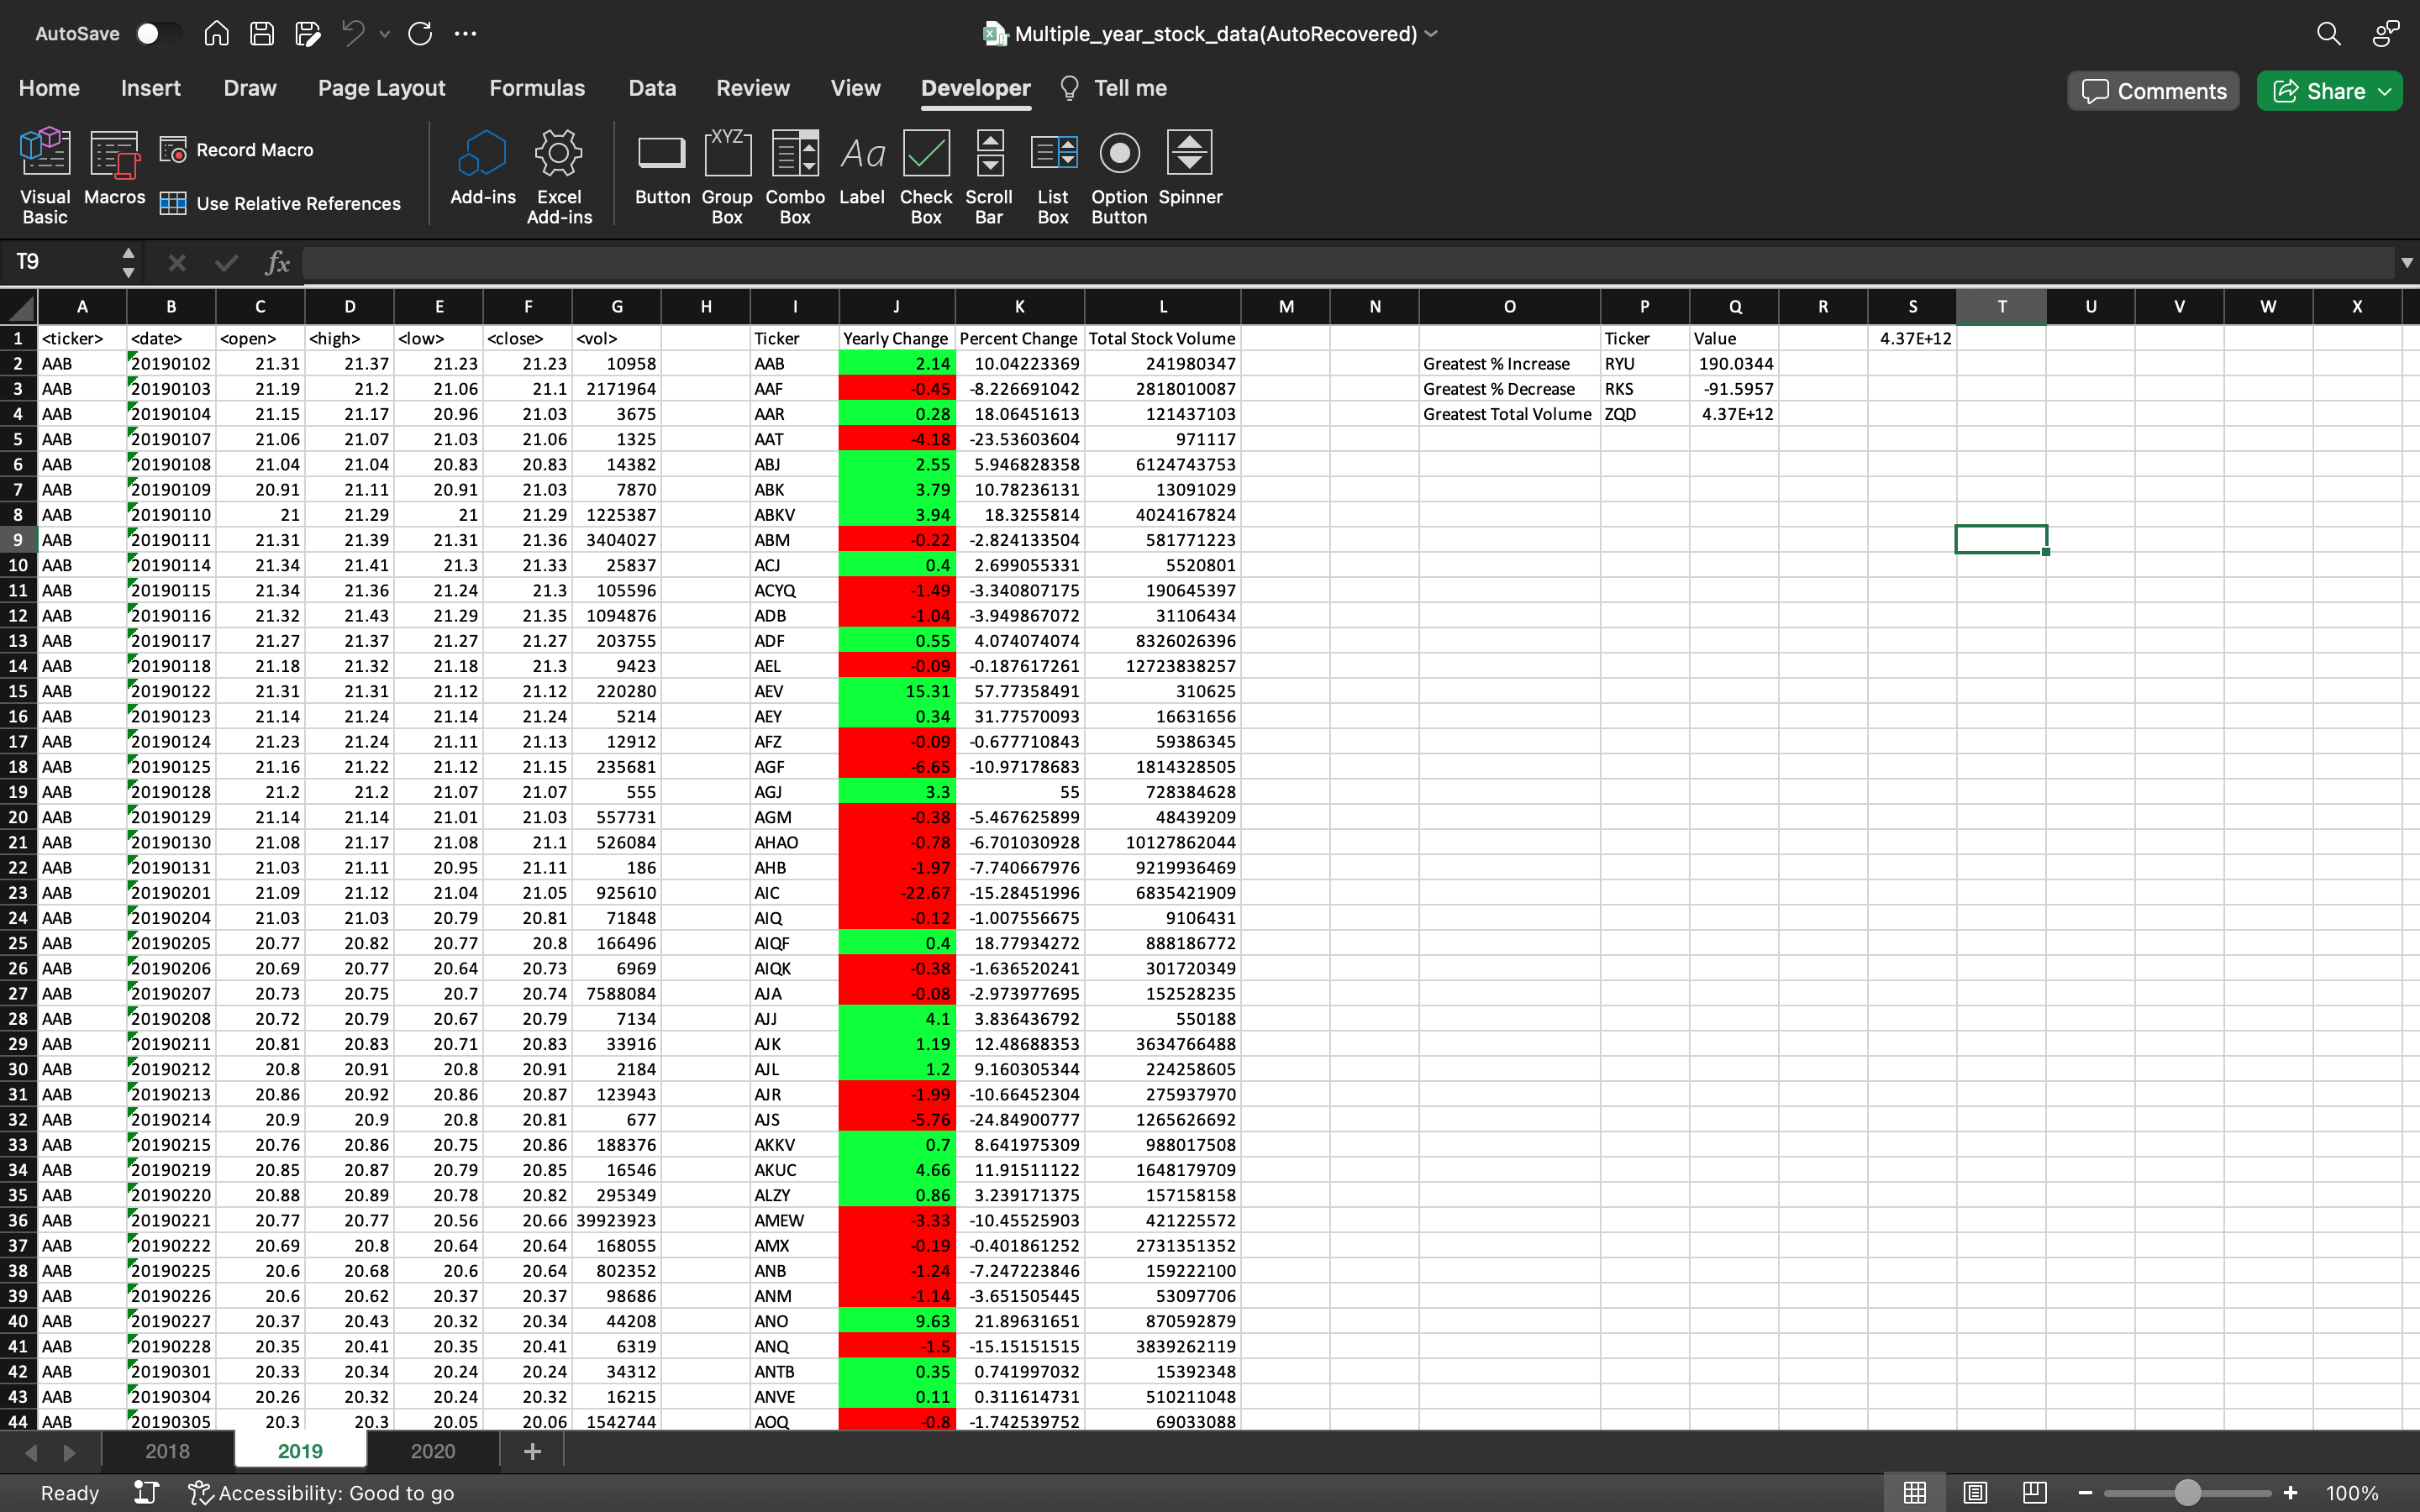 AutoSave Multiple_year_stock_data(AutoRecovered)
Home Insert Draw Page Layout Formulas Data Review View Developer Tell me Comments Share
Visual Basic Macros Record Macro Use Relative References Add-ins Excel Add-ins Button Group Box XYZ Combo Box Aa Label Check Box Scroll Bar List Box Option Button Spinner
T9 fx
A B C D E F G H I J K L M N O P Q R S T U V W X
1 <ticker> <date> <open> <high> <low> <close> <vol> Ticker Yearly Change Percent Change Total Stock Volume Ticker Value 4.37E+12
2 AAB 20190102 21.31 21.37 21.23 21.23 10958 AAB 2.14 10.04223369 241980347 Greatest % Increase RYU 190.0344
3 AAB 20190103 21.19 21.2 21.06 21.1 2171964 AAF -0.45 -8.226691042 2818010087 Greatest % Decrease RKS -91.5957
4 AAB 20190104 21.15 21.17 20.96 21.03 3675 AAR 0.28 18.06451613 121437103 Greatest Total Volume ZQD 4.37E+12
5 AAB 20190107 21.06 21.07 21.03 21.06 1325 AAT -4.18 -23.53603604 971117
6 AAB 20190108 21.04 21.04 20.83 20.83 14382 ABJ 2.55 5.946828358 6124743753
7 AAB 20190109 20.91 21.11 20.91 21.03 7870 ABK 3.79 10.78236131 13091029
8 AAB 20190110 21 21.29 21 21.29 1225387 ABKV 3.94 18.3255814 4024167824
9 AAB 20190111 21.31 21.39 21.31 21.36 3404027 ABM -0.22 -2.824133504 581771223
10 AAB 20190114 21.34 21.41 21.3 21.33 25837 ACJ 0.4 2.699055331 5520801
11 AAB 20190115 21.34 21.36 21.24 21.3 105596 ACYQ -1.49 -3.340807175 190645397
12 AAB 20190116 21.32 21.43 21.29 21.35 1094876 ADB -1.04 -3.949867072 31106434
13 AAB 20190117 21.27 21.37 21.27 21.27 203755 ADF 0.55 4.074074074 8326026396
14 AAB 20190118 21.18 21.32 21.18 21.3 9423 AEL -0.09 -0.187617261 12723838257
15 AAB 20190122 21.31 21.31 21.12 21.12 220280 AEV 15.31 57.77358491 310625
16 AAB 20190123 21.14 21.24 21.14 21.24 5214 AEY 0.34 31.77570093 16631656
17 AAB 20190124 21.23 21.24 21.11 21.13 12912 AFZ -0.09 -0.677710843 59386345
18 AAB 20190125 21.16 21.22 21.12 21.15 235681 AGF -6.65 -10.97178683 1814328505
19 AAB 20190128 21.2 21.2 21.07 21.07 555 AGJ 3.3 55 728384628
20 AAB 20190129 21.14 21.14 21.01 21.03 557731 AGM -0.38 -5.467625899 48439209
21 AAB 20190130 21.08 21.17 21.08 21.1 526084 AHAO -0.78 -6.701030928 10127862044
22 AAB 20190131 21.03 21.11 20.95 21.11 186 AHB -1.97 -7.740667976 9219936469
23 AAB 20190201 21.09 21.12 21.04 21.05 925610 AIC -22.67 -15.28451996 6835421909
24 AAB 20190204 21.03 21.03 20.79 20.81 71848 AIQ -0.12 -1.007556675 9106431
25 AAB 20190205 20.77 20.82 20.77 20.8 166496 AIQF 0.4 18.77934272 888186772
26 AAB 20190206 20.69 20.77 20.64 20.73 6969 AIQK -0.38 -1.636520241 301720349
27 AAB 20190207 20.73 20.75 20.7 20.74 7588084 AJA -0.08 -2.973977695 152528235
28 AAB 20190208 20.72 20.79 20.67 20.79 7134 AJJ 4.1 3.836436792 550188
29 AAB 20190211 20.81 20.83 20.71 20.83 33916 AJK 1.19 12.48688353 3634766488
30 AAB 20190212 20.8 20.91 20.8 20.91 2184 AJL 1.2 9.160305344 224258605
31 AAB 20190213 20.86 20.92 20.86 20.87 123943 AJR -1.99 -10.66452304 275937970
32 AAB 20190214 20.9 20.9 20.8 20.81 677 AJS -5.76 -24.84900777 1265626692
33 AAB 20190215 20.76 20.86 20.75 20.86 188376 AKKV 0.7 8.641975309 988017508
34 AAB 20190219 20.85 20.87 20.79 20.85 16546 AKUC 4.66 11.91511122 1648179709
35 AAB 20190220 20.88 20.89 20.78 20.82 295349 ALZY 0.86 3.239171375 157158158
36 AAB 20190221 20.77 20.77 20.56 20.66 39923923 AMEW -3.33 -10.45525903 421225572
37 AAB 20190222 20.69 20.8 20.64 20.64 168055 AMX -0.19 -0.401861252 2731351352
38 AAB 20190225 20.6 20.68 20.6 20.64 802352 ANB -1.24 -7.247223846 159222100
39 AAB 20190226 20.6 20.62 20.37 20.37 98686 ANM -1.14 -3.651505445 53097706
40 AAB 20190227 20.37 20.43 20.32 20.34 44208 ANO 9.63 21.89631651 870592879
41 AAB 20190228 20.35 20.41 20.35 20.41 6319 ANQ -1.5 -15.15151515 3839262119
42 AAB 20190301 20.33 20.34 20.24 20.24 34312 ANTB 0.35 0.741997032 15392348
43 AAB 20190304 20.26 20.32 20.24 20.32 16215 ANVE 0.11 0.311614731 510211048
44 AAB 20190305 20.3 20.3 20.05 20.06 1542744 AOQ -0.8 -1.742539752 69033088
2018 2019 2020
Ready Accessibility: Good to go 100%